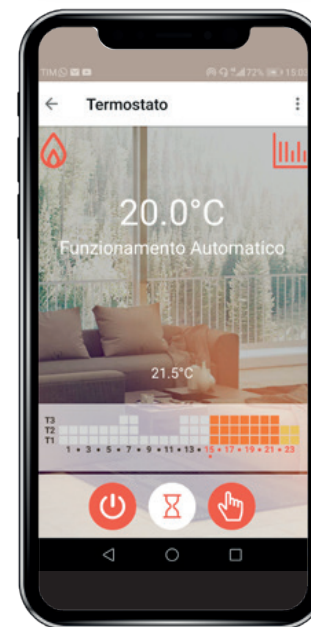 TIM 72% 15:03
Termostato
20.0°C
Funzionamento Automatico
21.5°C
T3
T2
T1
1 • 3 • 5 • 7 • 9 • 11 • 13 • 15 • 17 • 19 • 21 • 23